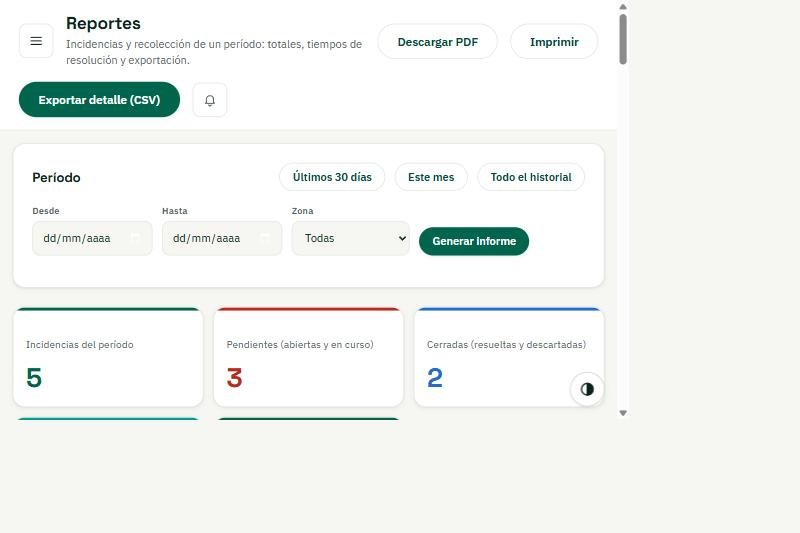 Reportes
Incidencias y recolección de un período: totales, tiempos de
resolución y exportación.
Descargar PDF
Imprimir
Exportar detalle (CSV)
Período
Últimos 30 días
Este mes
Todo el historial
Desde
Hasta
Zona
dd/mm/aaaa
dd/mm/aaaa
Todas
Generar informe
Incidencias del período
Pendientes (abiertas y en curso)
Cerradas (resueltas y descartadas)
5
3
2